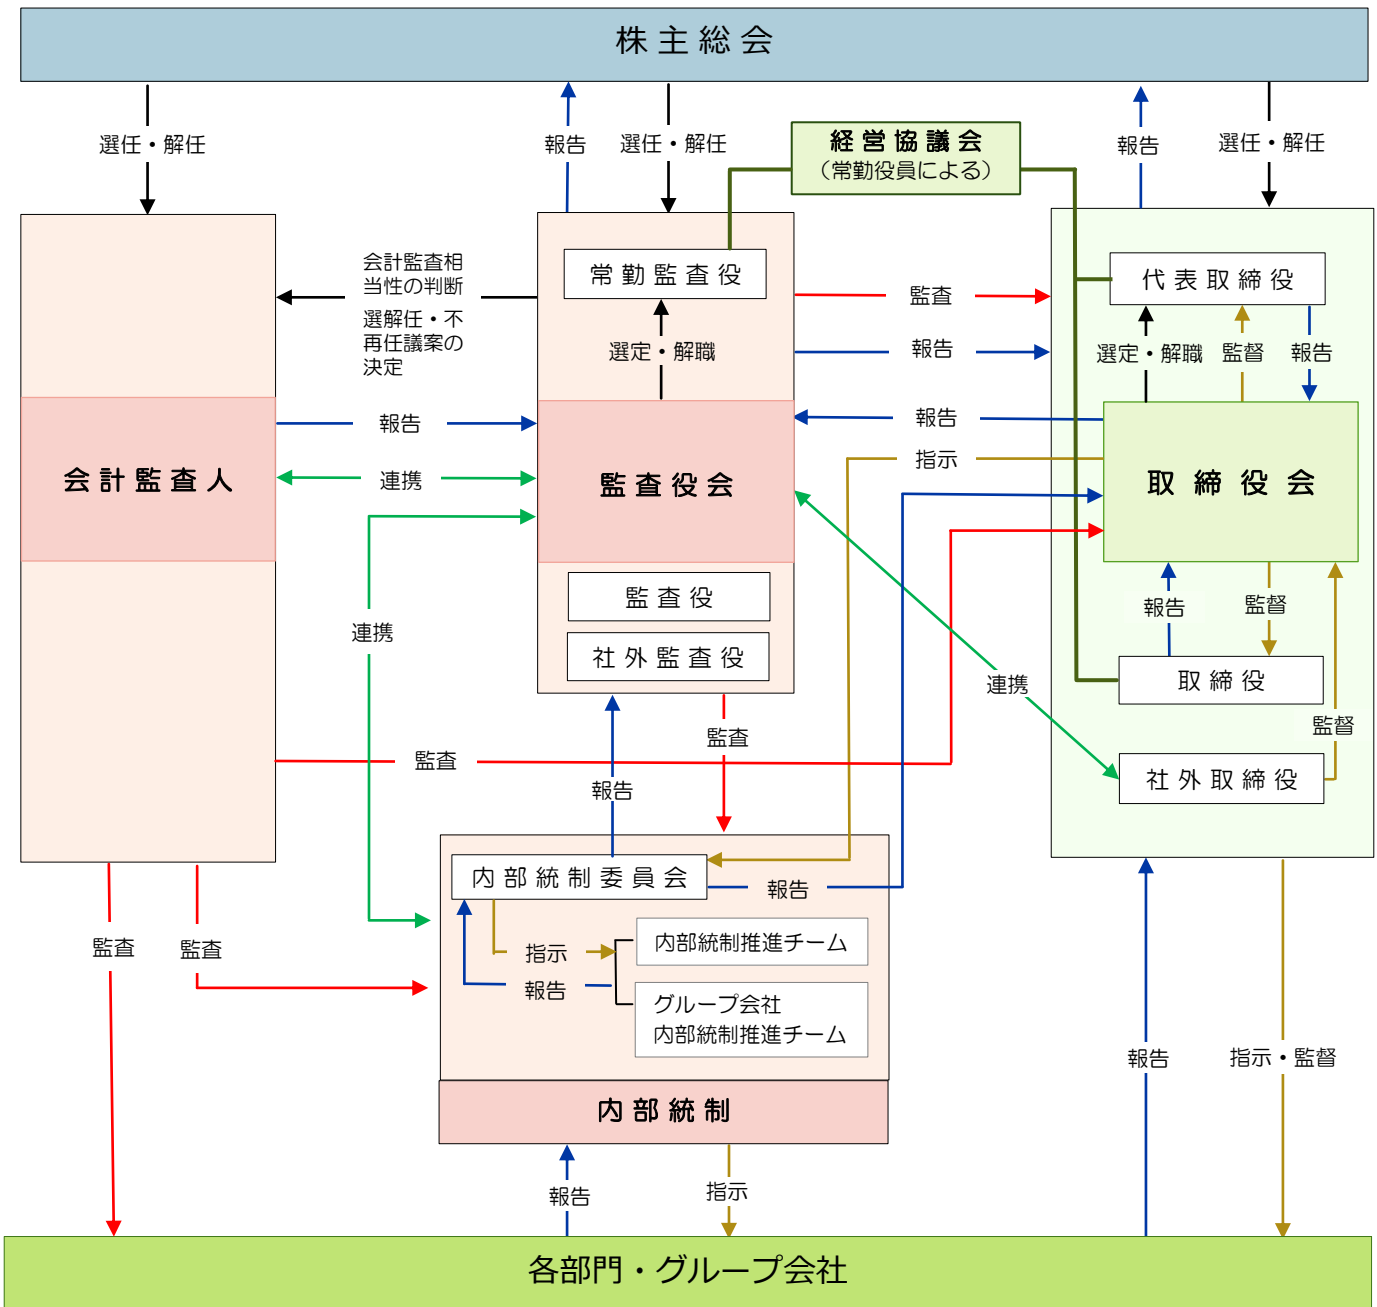 株主総会
選任・解任
報告
選任・解任
報告
選任・解任
経営協議会
（常勤役員による）
会計監査相
当性の判断
選解任・不
再任議案の
決定
常勤監査役
選定・解職
監査
報告
代表取締役
選定・解職
監督
報告
報告
連携
報告
指示
会計監査人
監査役会
取締役会
監査役
社外監査役
連携
報告
監督
取締役
連携
監督
社外取締役
監査
監査
報告
内部統制委員会
報告
監査
監査
指示
報告
内部統制推進チーム
グループ会社
内部統制推進チーム
内部統制
報告
指示・監督
報告
指示
各部門・グループ会社